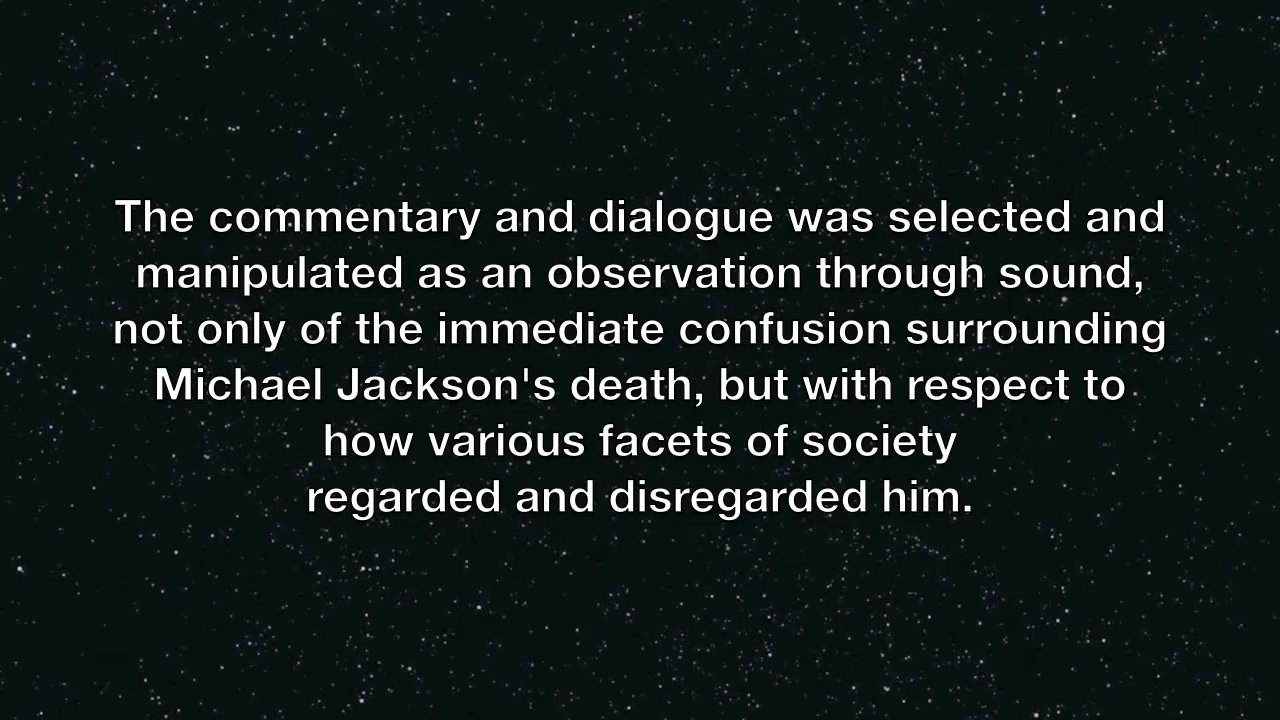 The commentary and dialogue was selected and
manipulated as an observation through sound,
not only of the immediate confusion surrounding
Michael Jackson's death, but with respect to
how various facets of society
regarded and disregarded him.